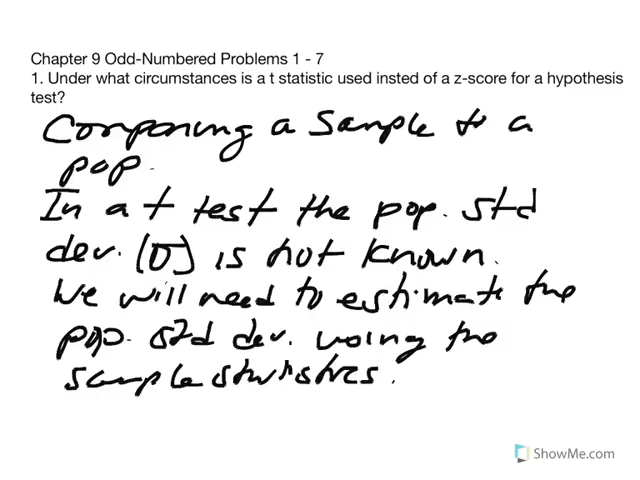 Chapter 9 Odd-Numbered Problems 1 - 7
1. Under what circumstances is a t statistic used insted of a z-score for a hypothesis
test?
Comparing a sample to a
pop.
In a t test the pop. std
dev. (σ) is not known.
We will need to estimate the
pop. std dev. using the
sample statistics.
ShowMe.com